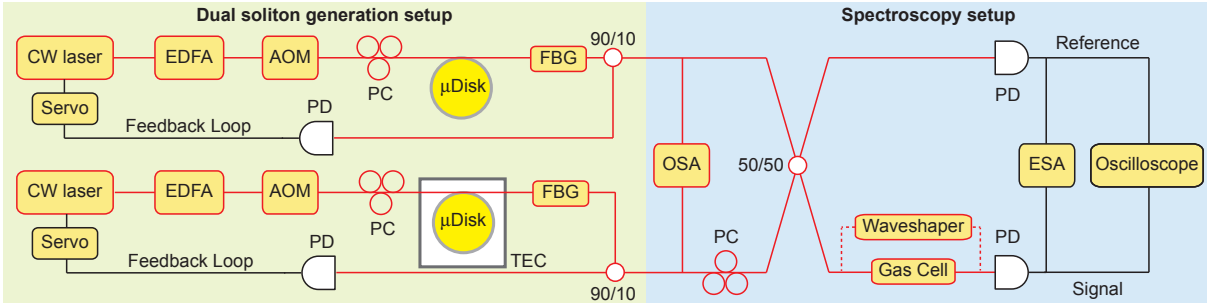 Dual soliton generation setup
Spectroscopy setup
CW laser
EDFA
AOM
PC
μDisk
FBG
90/10
Servo
Feedback Loop
PD
CW laser
EDFA
AOM
PC
μDisk
FBG
Servo
Feedback Loop
PD
TEC
90/10
OSA
50/50
PC
PD
Reference
ESA
Oscilloscope
Waveshaper
Gas Cell
PD
Signal